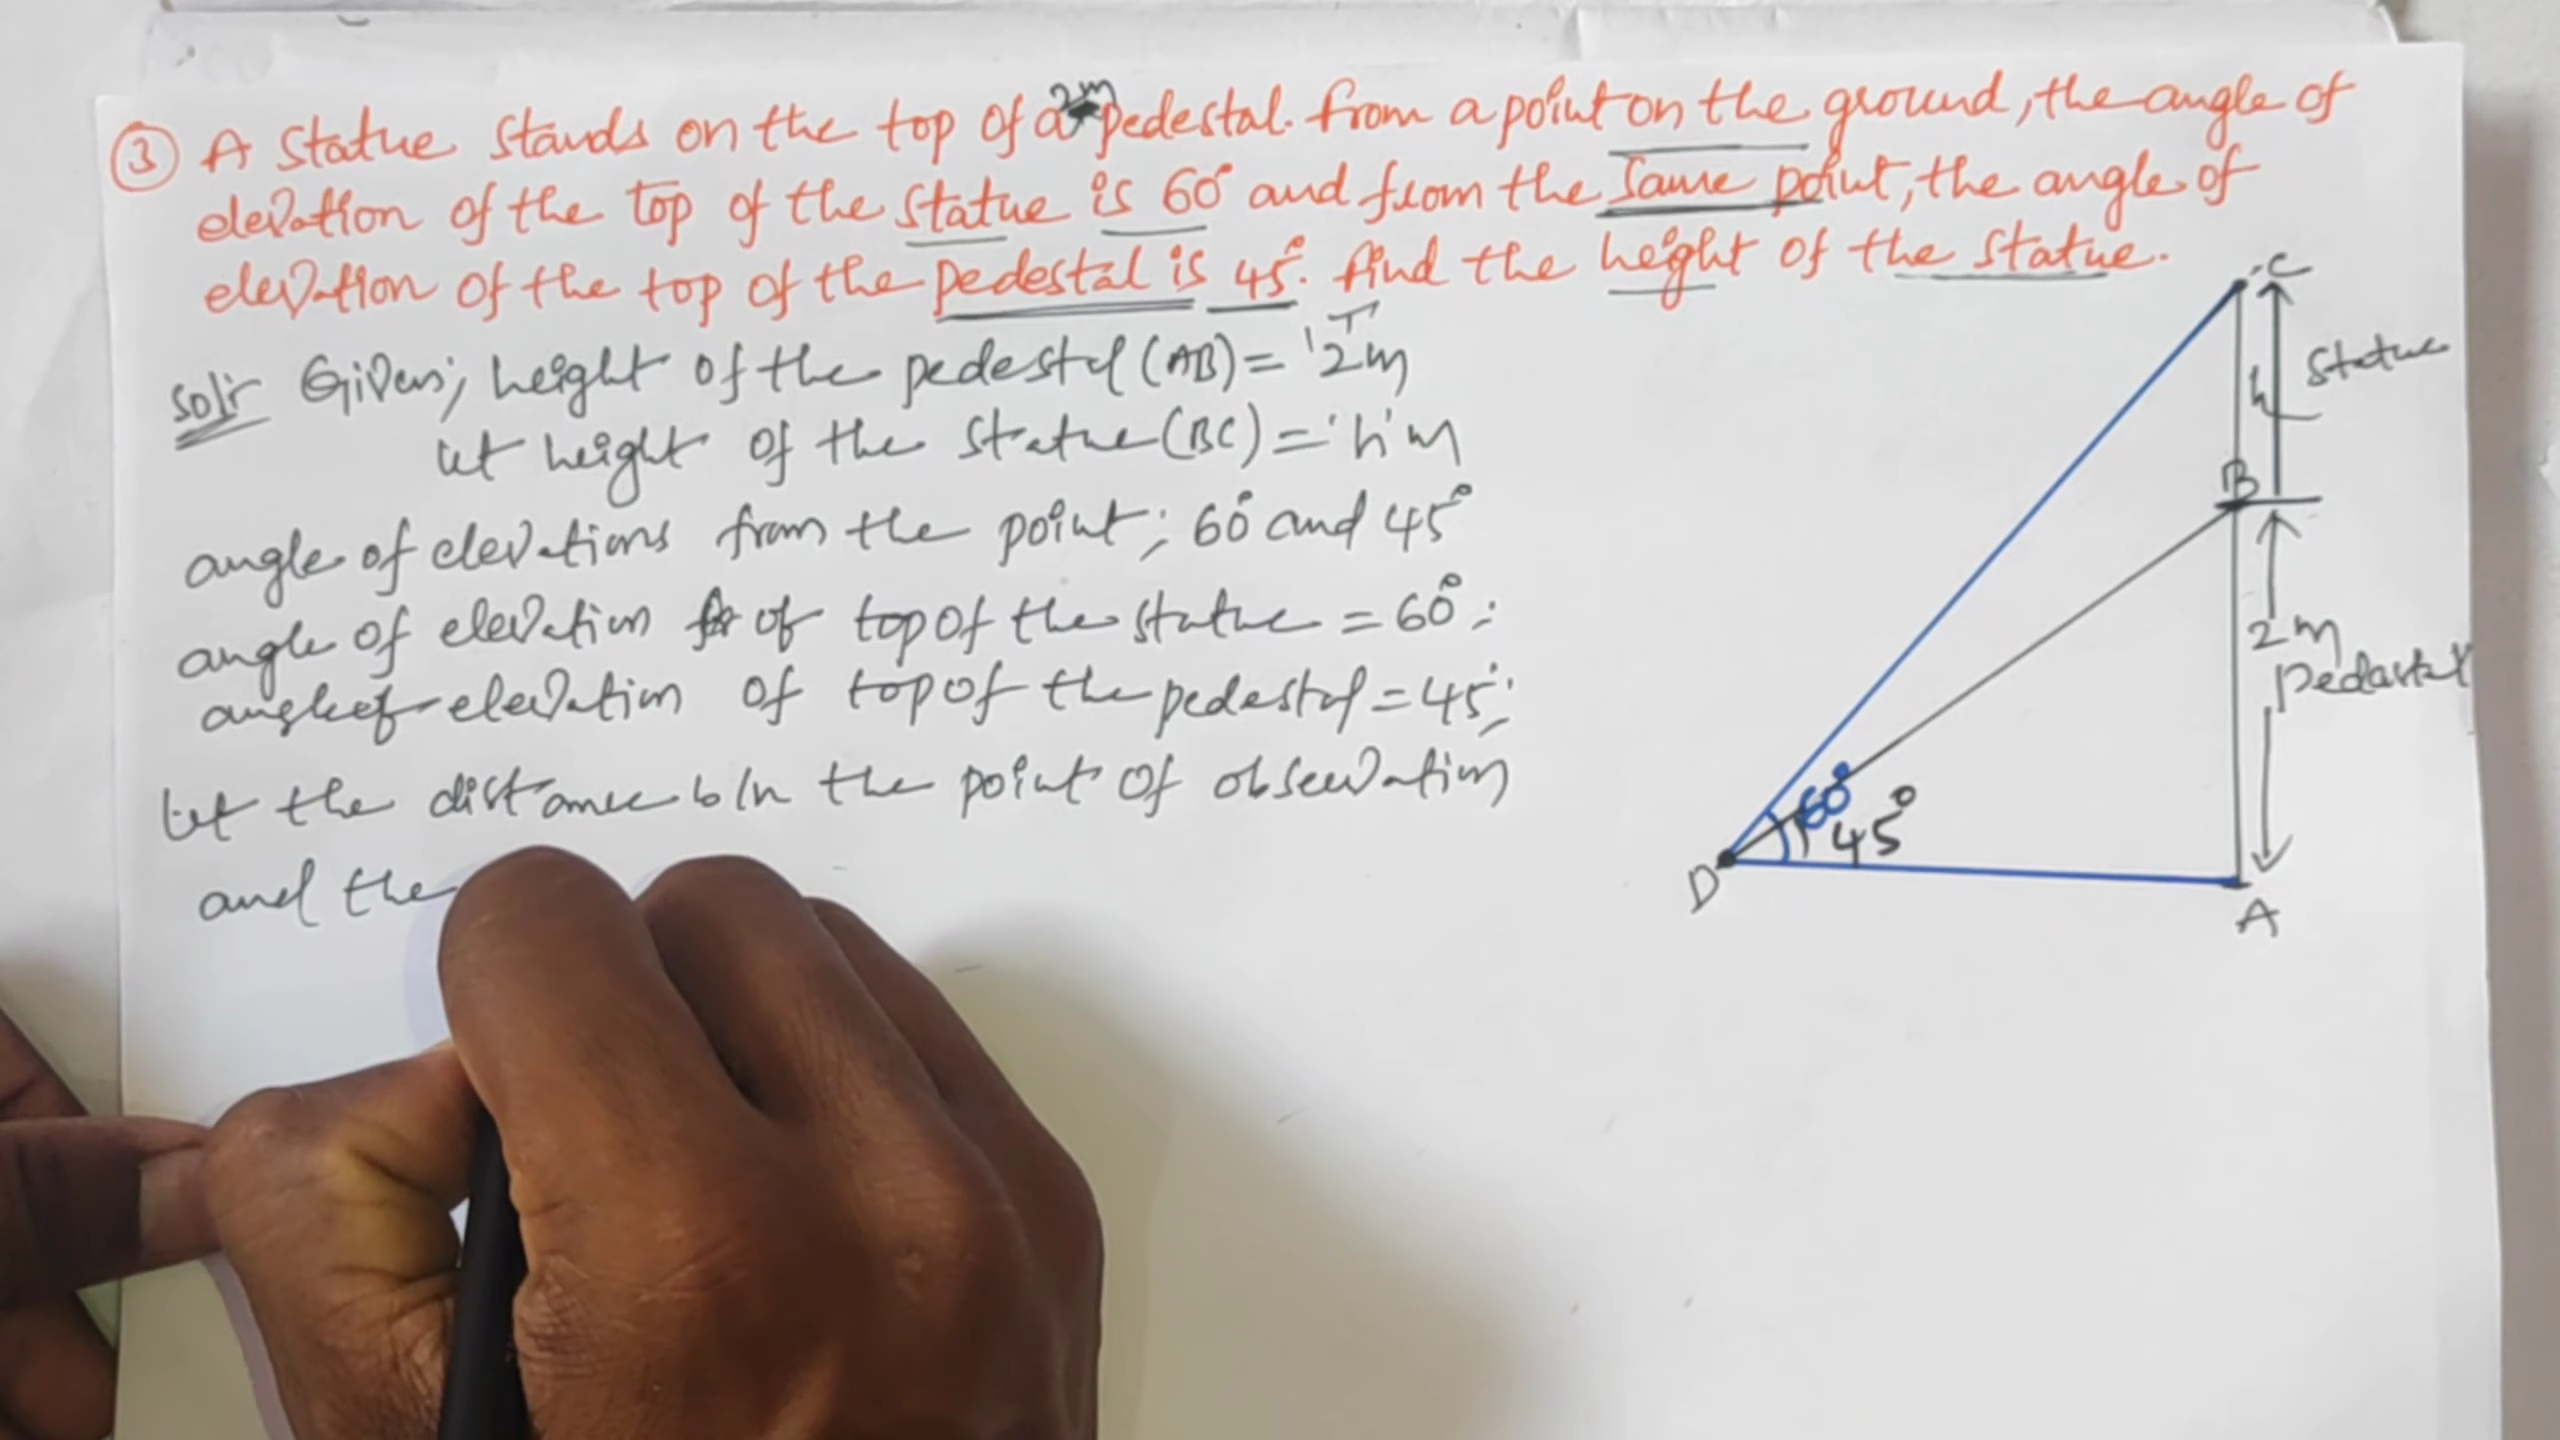 ③ A Statue stands on the top of a 2m pedestal. From a point on the ground, the angle of
elevation of the top of the statue is 60° and from the same point, the angle of
elevation of the top of the pedestal is 45°. find the height of the statue.
Given; height of the pedestal (AB) = 2m
let height of the statue (BC) = 'h' m
angle of elevations from the point; 60° and 45°
angle of elevation of top of the statue = 60°
angle of elevation of top of the pedestal = 45°
Let the distance b/n the point of observation
and the
C
h
Statue
B
2m
pedastal
60°
45°
D
A